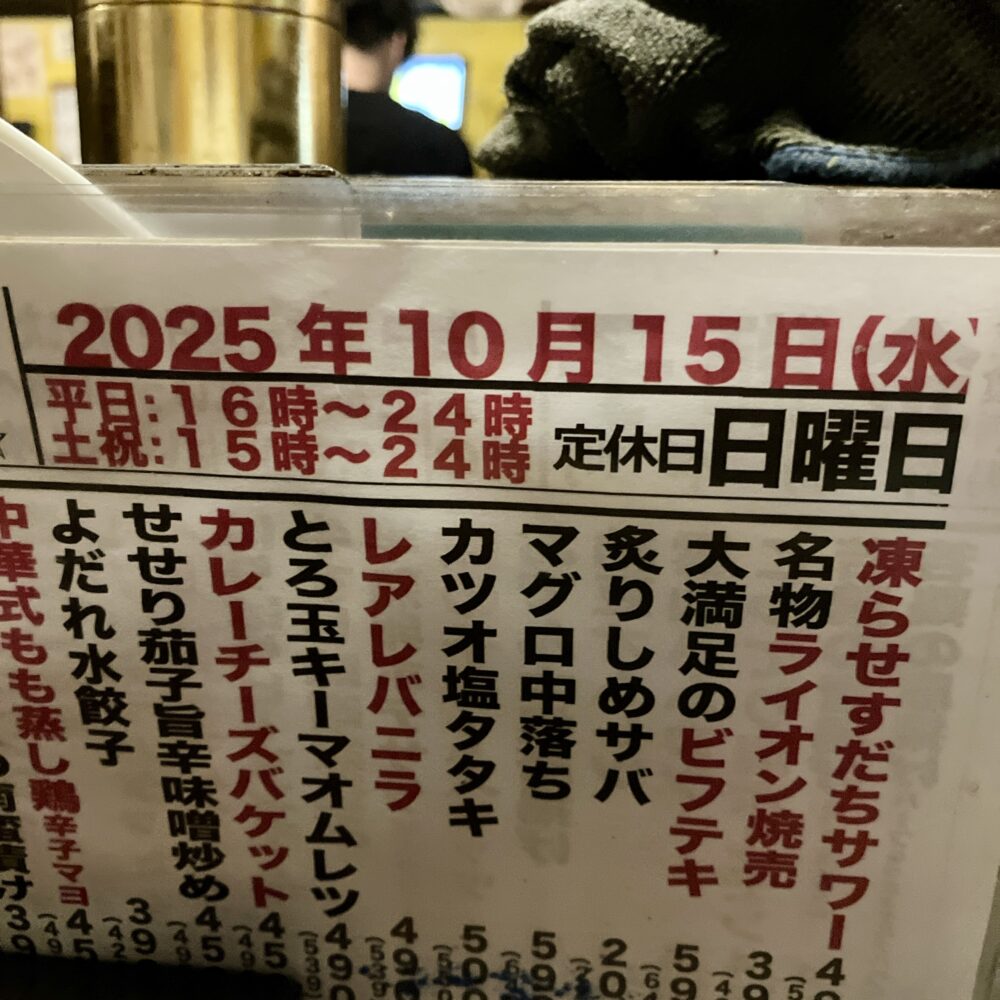 2025年10月15日(水)
平日:16時～24時
土祝:15時～24時
定休日日曜日
凍らせすだちサワー
名物ライオン焼売
大満足のビフテキ
炙りしめサバ
マグロ中落ち
カツオ塩タタキ
レアレバニラ
とろ玉キーマオムレツ
カレーチーズバケット
せせり茄子旨辛味噌炒め
よだれ水餃子
中華式もも蒸し鶏辛子マヨ